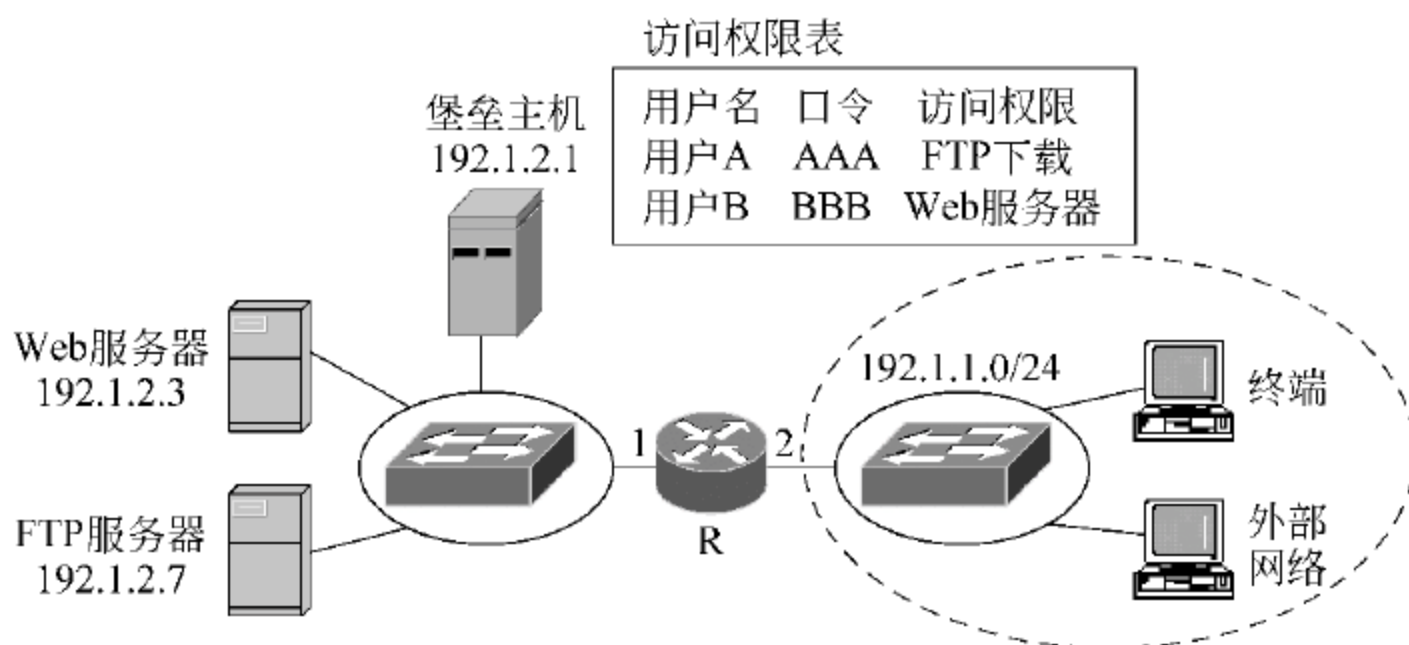 访问权限表
用户名 口令 访问权限
用户A AAA FTP下载
用户B BBB Web服务器
堡垒主机
192.1.2.1
Web服务器
192.1.2.3
192.1.1.0/24
终端
1
2
R
FTP服务器
192.1.2.7
外部
网络